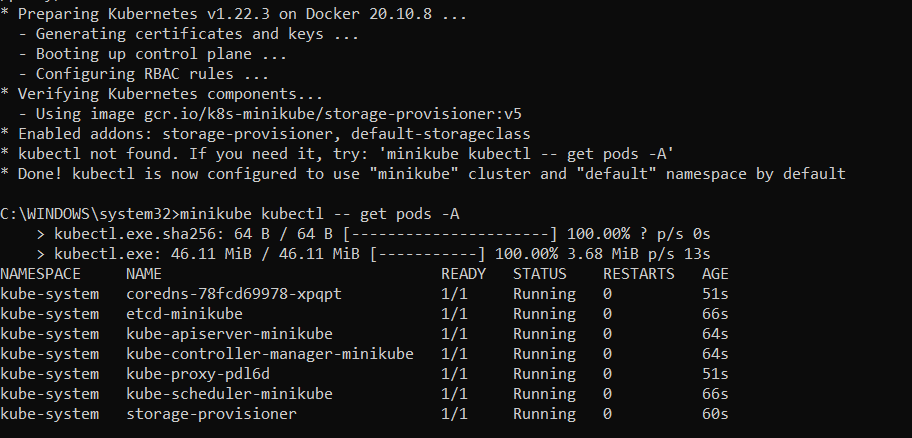 * Preparing Kubernetes v1.22.3 on Docker 20.10.8 ...
  - Generating certificates and keys ...
  - Booting up control plane ...
  - Configuring RBAC rules ...
* Verifying Kubernetes components...
  - Using image gcr.io/k8s-minikube/storage-provisioner:v5
* Enabled addons: storage-provisioner, default-storageclass
* kubectl not found. If you need it, try: 'minikube kubectl -- get pods -A'
* Done! kubectl is now configured to use "minikube" cluster and "default" namespace by default
C:\WINDOWS\system32>minikube kubectl -- get pods -A
    > kubectl.exe.sha256: 64 B / 64 B [----------------------] 100.00% ? p/s 0s
    > kubectl.exe: 46.11 MiB / 46.11 MiB [-----------] 100.00% 3.68 MiB p/s 13s
NAMESPACE     NAME                               READY   STATUS    RESTARTS   AGE
kube-system   coredns-78fcd69978-xpqpt           1/1     Running   0          51s
kube-system   etcd-minikube                      1/1     Running   0          66s
kube-system   kube-apiserver-minikube            1/1     Running   0          64s
kube-system   kube-controller-manager-minikube   1/1     Running   0          64s
kube-system   kube-proxy-pdl6d                   1/1     Running   0          51s
kube-system   kube-scheduler-minikube            1/1     Running   0          66s
kube-system   storage-provisioner                1/1     Running   0          60s